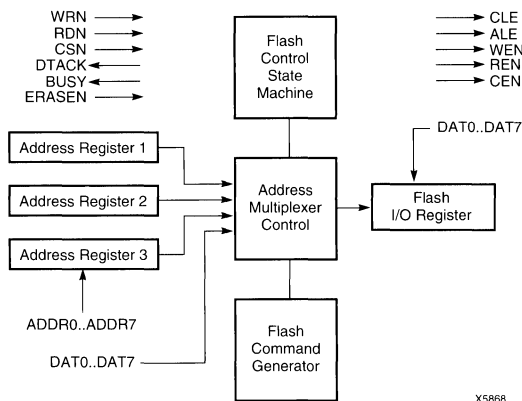 WRN
RDN
CSN
DTACK
BUSY
ERASEN
Flash
Control
State
Machine
CLE
ALE
WEN
REN
CEN
DAT0..DAT7
Address Register 1
Address Register 2
Address Register 3
Address
Multiplexer
Control
Flash
I/O Register
ADDR0..ADDR7
DAT0..DAT7
Flash
Command
Generator
X5868